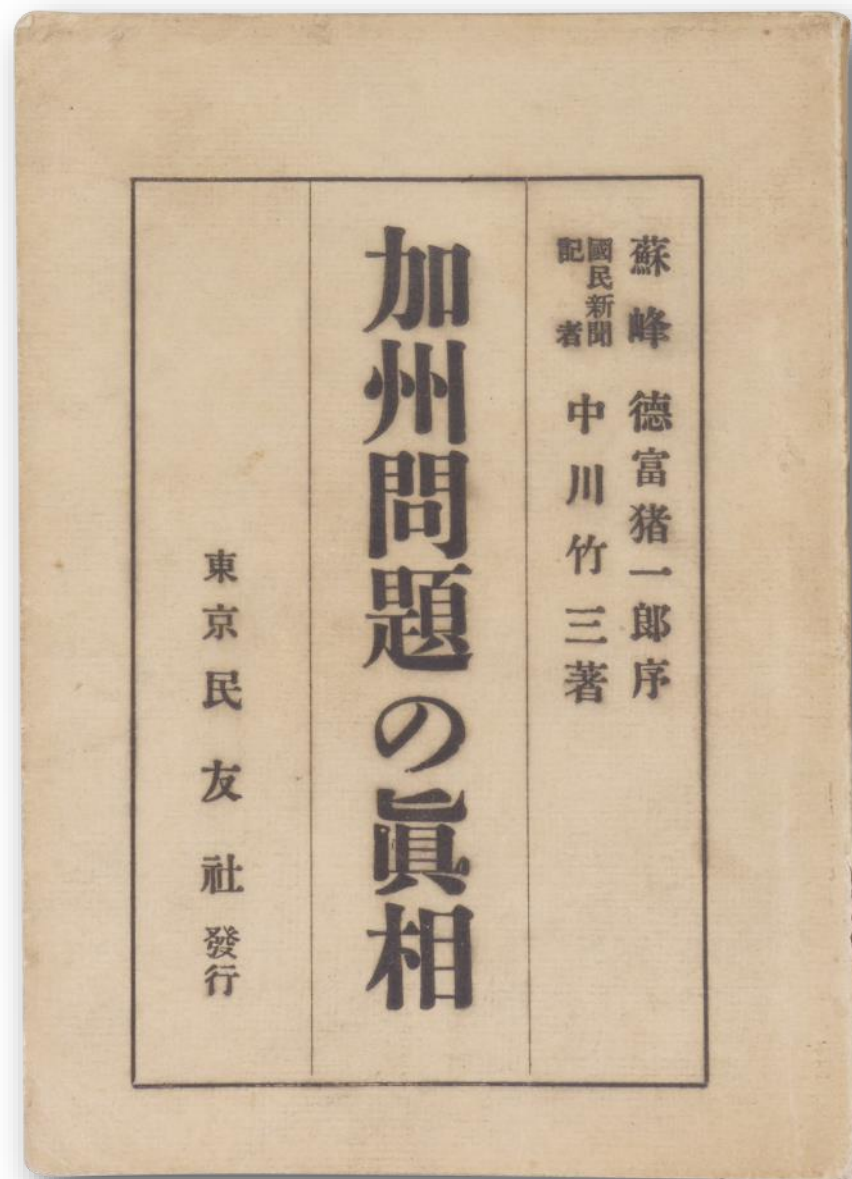 蘇峰 德富猪一郎序
國民新聞
記者
中川竹三著
加州問題の眞相
東京民友社發行